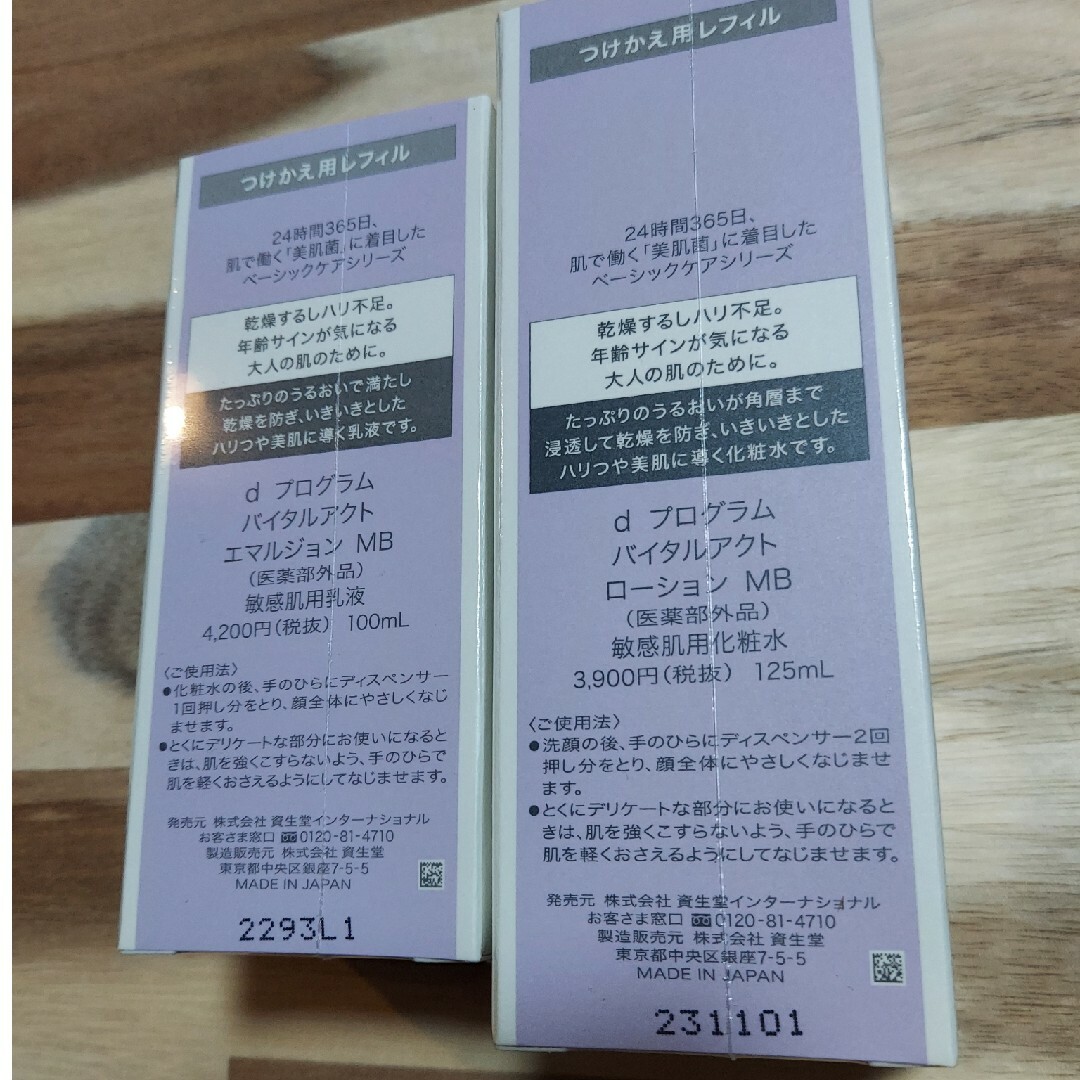 つけかえ用レフィル
24時間365日、
肌で働く「美肌菌」に着目した
ベーシックケアシリーズ
乾燥するしハリ不足。
年齢サインが気になる
大人の肌のために。
たっぷりのうるおいで満たし
乾燥を防ぎ、いきいきとした
ハリつや美肌に導く乳液です。
d プログラム
バイタルアクト
エマルジョン MB
(医薬部外品)
敏感肌用乳液
4,200円(税抜) 100mL
〈ご使用法〉
●化粧水の後、手のひらにディスペンサー
1回押し分をとり、顔全体にやさしくなじ
ませます。
●とくにデリケートな部分にお使いになると
きは、肌を強くこすらないよう、手のひらで
肌を軽くおさえるようにしてなじませます。
発売元 株式会社 資生堂インターナショナル
お客さま窓口 0120-81-4710
製造販売元 株式会社 資生堂
東京都中央区銀座7-5-5
MADE IN JAPAN
2293L1
つけかえ用レフィル
24時間365日、
肌で働く「美肌菌」に着目した
ベーシックケアシリーズ
乾燥するしハリ不足。
年齢サインが気になる
大人の肌のために。
たっぷりのうるおいが角層まで
浸透して乾燥を防ぎ、いきいきとした
ハリつや美肌に導く化粧水です。
d プログラム
バイタルアクト
ローション MB
(医薬部外品)
敏感肌用化粧水
3,900円(税抜) 125mL
〈ご使用法〉
●洗顔の後、手のひらにディスペンサー2回
押し分をとり、顔全体にやさしくなじませ
ます。
●とくにデリケートな部分にお使いになると
きは、肌を強くこすらないよう、手のひらで
肌を軽くおさえるようにしてなじませます。
発売元 株式会社 資生堂インターナショナル
お客さま窓口 0120-81-4710
製造販売元 株式会社 資生堂
東京都中央区銀座7-5-5
MADE IN JAPAN
231101